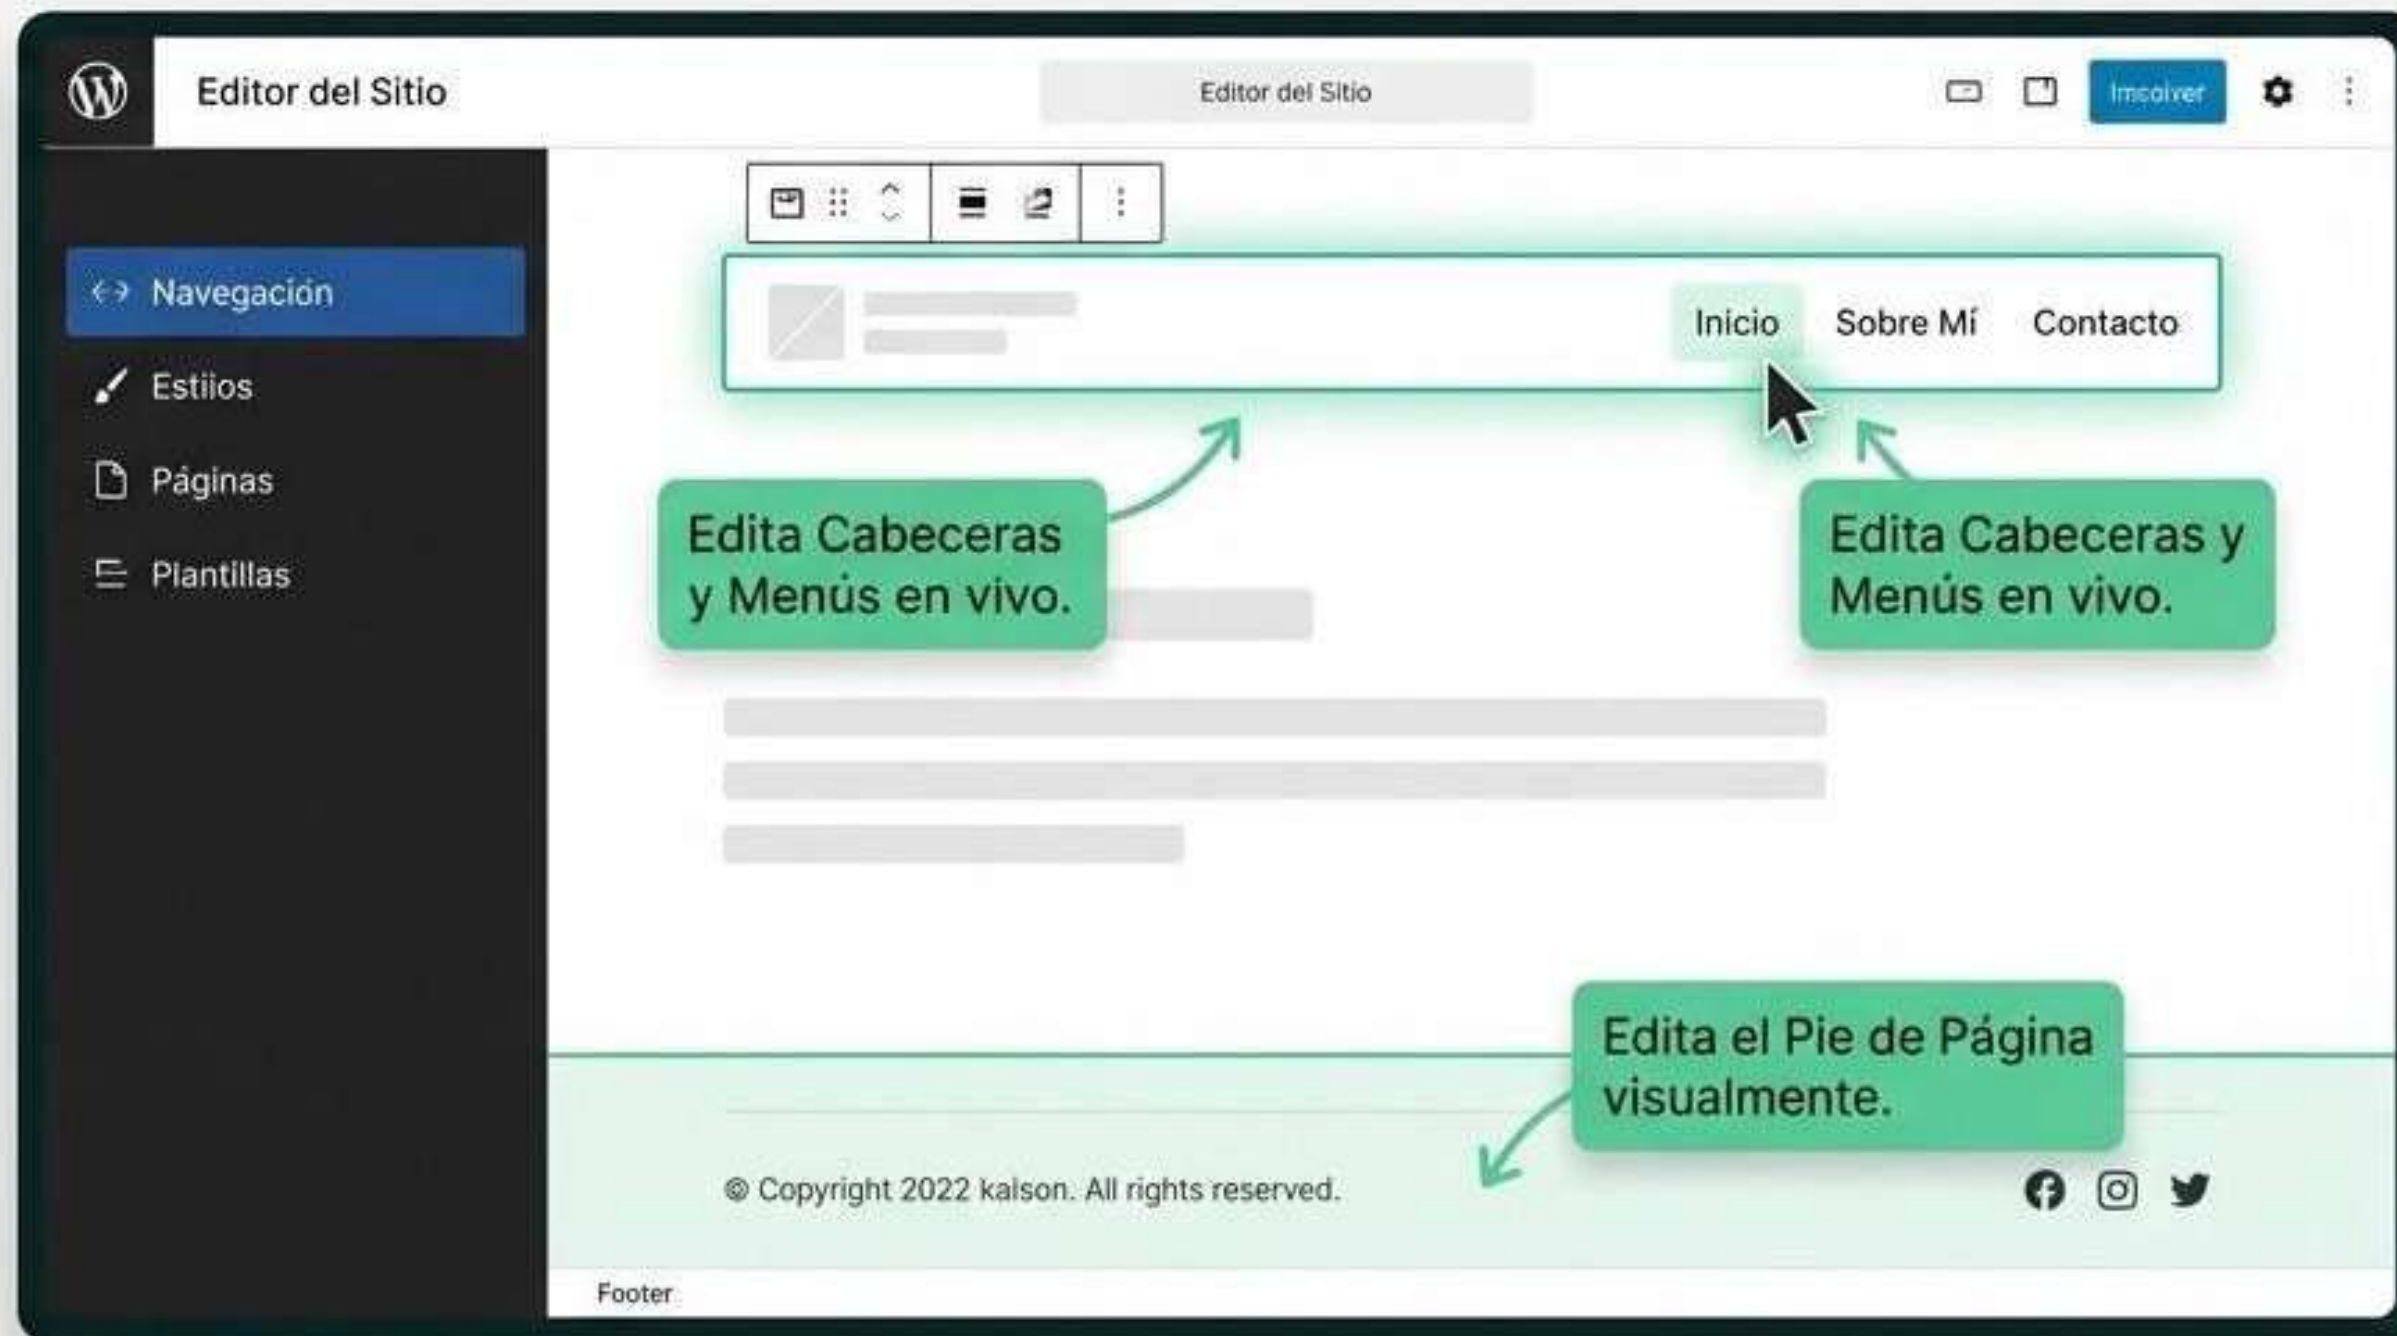 Editor del Sitio
Editor del Sitio
Imsolver
Navegación
Estiios
Páginas
Plantillas
Inicio
Sobre Mí
Contacto
Edita Cabeceras
y Menús en vivo.
Edita Cabeceras y
Menús en vivo.
Edita el Pie de Página
visualmente.
© Copyright 2022 kalson. All rights reserved.
Footer